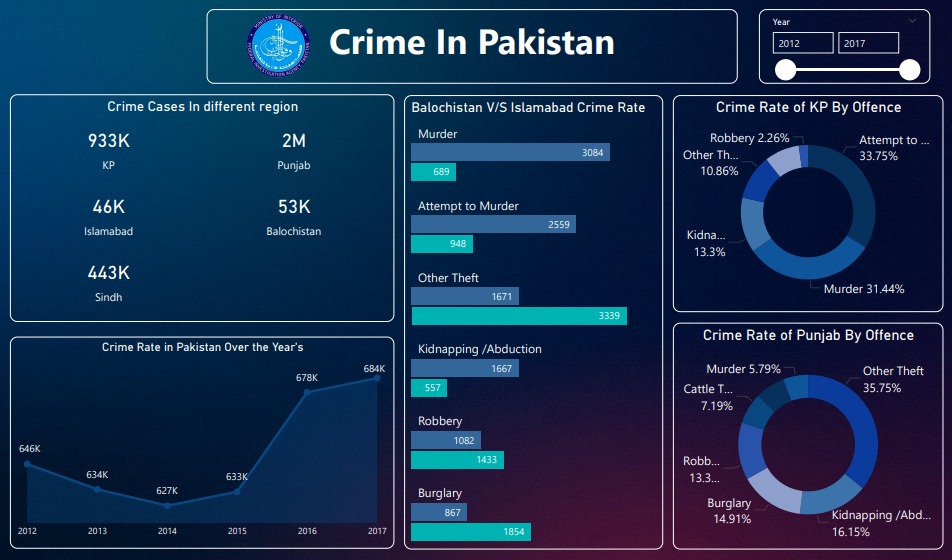 Crime In Pakistan
Year
2012
2017
Crime Cases In different region
933K
KP
2M
Punjab
46K
Islamabad
53K
Balochistan
443K
Sindh
Crime Rate in Pakistan Over the Year's
646K
634K
627K
633K
678K
684K
2012
2013
2014
2015
2016
2017
Balochistan V/S Islamabad Crime Rate
Murder
3084
689
Attempt to Murder
2559
948
Other Theft
1671
3339
Kidnapping /Abduction
1667
557
Robbery
1082
1433
Burglary
867
1854
Crime Rate of KP By Offence
Robbery 2.26%
Attempt to ...
33.75%
Other Th...
10.86%
Kidna...
13.3%
Murder 31.44%
Crime Rate of Punjab By Offence
Murder 5.79%
Other Theft
35.75%
Cattle T...
7.19%
Robb...
13.3...
Burglary
14.91%
Kidnapping /Abd...
16.15%